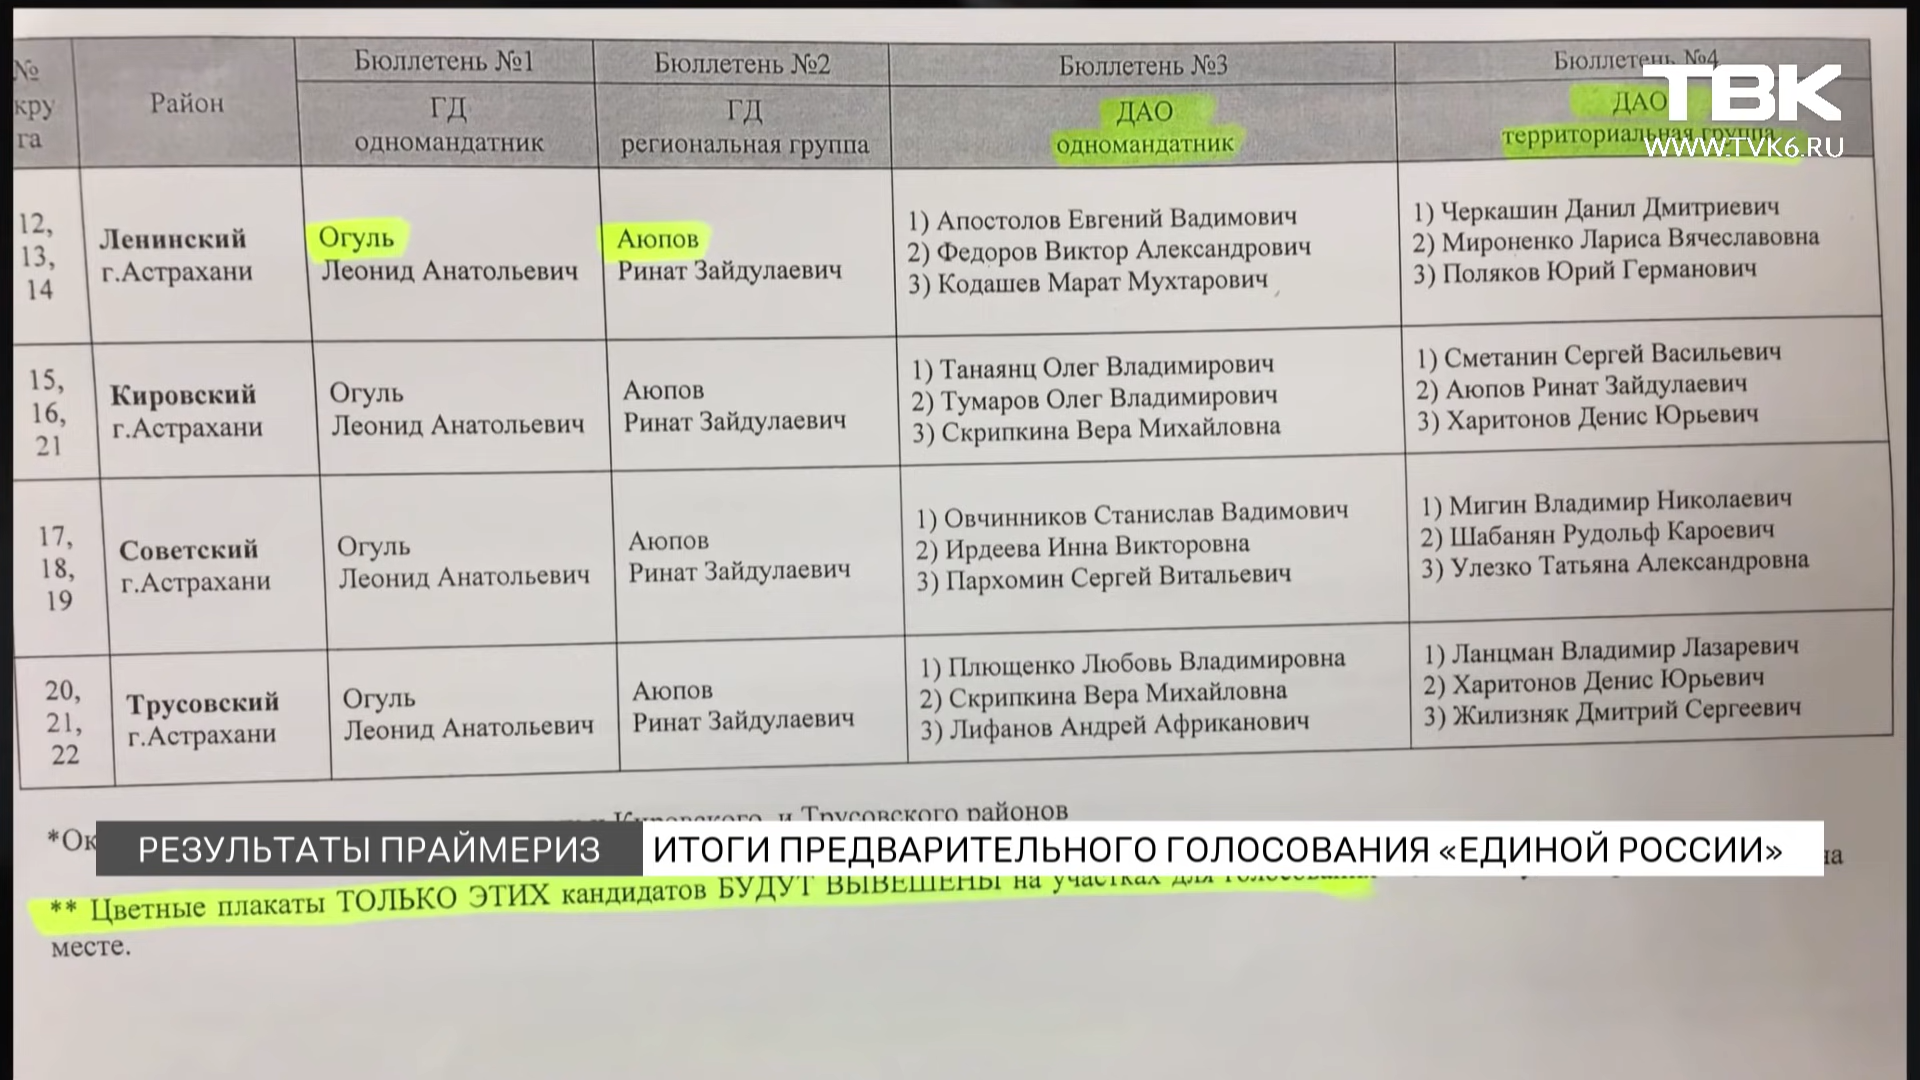 №
кру
га
Район
Бюллетень №1
ГД
одномандатник
Бюллетень №2
ГД
региональная группа
Бюллетень №3
ДАО
одномандатник
Бюллетень №4
ДАО
территориальная группа
ТВК
WWW.TVK6.RU
12,
13,
14
Ленинский
г.Астрахани
Огуль
Леонид Анатольевич
Аюпов
Ринат Зайдулаевич
1) Апостолов Евгений Вадимович
2) Федоров Виктор Александрович
3) Кодашев Марат Мухтарович
1) Черкашин Данил Дмитриевич
2) Мироненко Лариса Вячеславовна
3) Поляков Юрий Германович
15,
16,
21
Кировский
г.Астрахани
Огуль
Леонид Анатольевич
Аюпов
Ринат Зайдулаевич
1) Танаянц Олег Владимирович
2) Тумаров Олег Владимирович
3) Скрипкина Вера Михайловна
1) Сметанин Сергей Васильевич
2) Аюпов Ринат Зайдулаевич
3) Харитонов Денис Юрьевич
17,
18,
19
Советский
г.Астрахани
Огуль
Леонид Анатольевич
Аюпов
Ринат Зайдулаевич
1) Овчинников Станислав Вадимович
2) Ирдеева Инна Викторовна
3) Пархомин Сергей Витальевич
1) Мигин Владимир Николаевич
2) Шабанян Рудольф Кароевич
3) Улезко Татьяна Александровна
20,
21,
22
Трусовский
г.Астрахани
Огуль
Леонид Анатольевич
Аюпов
Ринат Зайдулаевич
1) Плющенко Любовь Владимировна
2) Скрипкина Вера Михайловна
3) Лифанов Андрей Африканович
1) Ланцман Владимир Лазаревич
2) Харитонов Денис Юрьевич
3) Жилизняк Дмитрий Сергеевич
Кировского и Трусовского районов
РЕЗУЛЬТАТЫ ПРАЙМЕРИЗ
ИТОГИ ПРЕДВАРИТЕЛЬНОГО ГОЛОСОВАНИЯ «ЕДИНОЙ РОССИИ»
** Цветные плакаты ТОЛЬКО ЭТИХ кандидатов БУДУТ ВЫВЕШЕНЫ на участках для
месте.